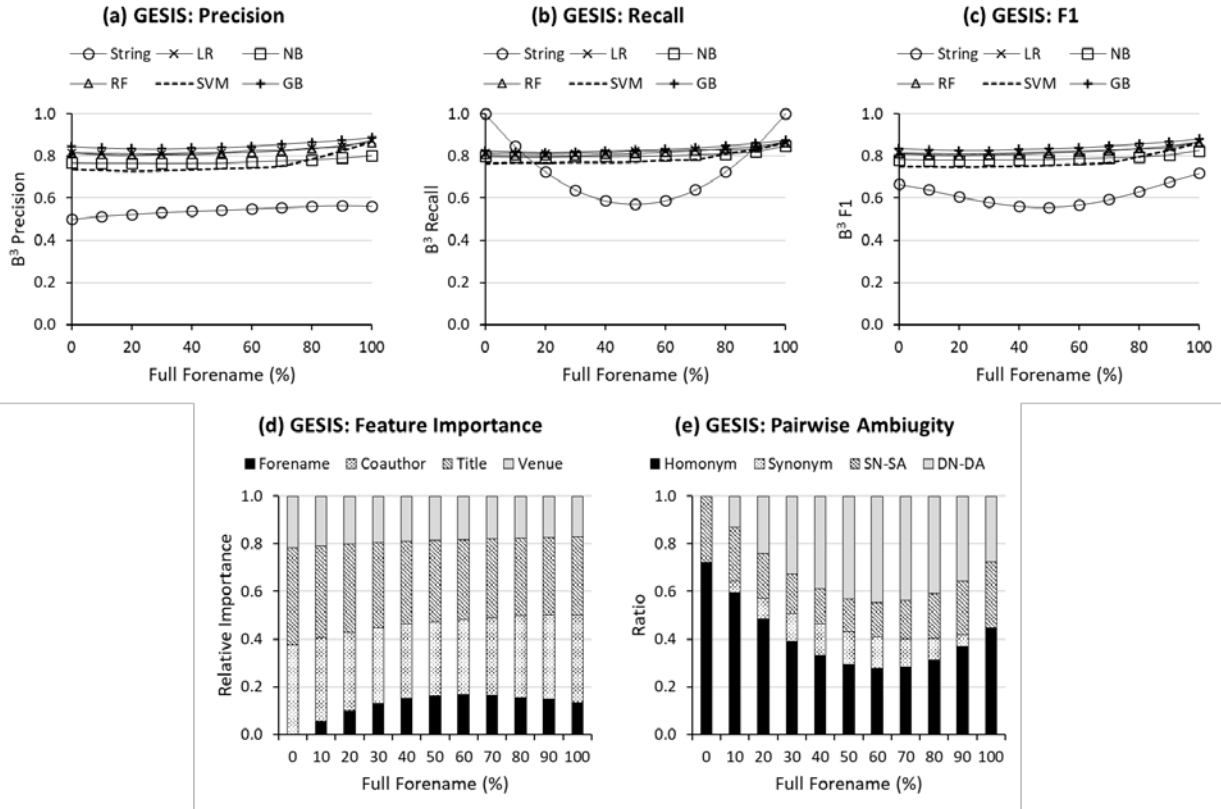 (a) GESIS: Precision
String LR NB
RF SVM GB
1.0
0.8
0.6
0.4
0.2
0.0
B³ Precision
0 20 40 60 80 100
Full Forename (%)
(b) GESIS: Recall
String LR NB
RF SVM GB
1.0
0.8
0.6
0.4
0.2
0.0
B³ Recall
0 20 40 60 80 100
Full Forename (%)
(c) GESIS: F1
String LR NB
RF SVM GB
1.0
0.8
0.6
0.4
0.2
0.0
B³ F1
0 20 40 60 80 100
Full Forename (%)
(d) GESIS: Feature Importance
Forename Coauthor Title Venue
1.0
0.8
0.6
0.4
0.2
0.0
Relative Importance
0 10 20 30 40 50 60 70 80 90 100
Full Forename (%)
(e) GESIS: Pairwise Ambiugity
Homonym Synonym SN-SA DN-DA
1.0
0.8
0.6
0.4
0.2
0.0
Ratio
0 10 20 30 40 50 60 70 80 90 100
Full Forename (%)